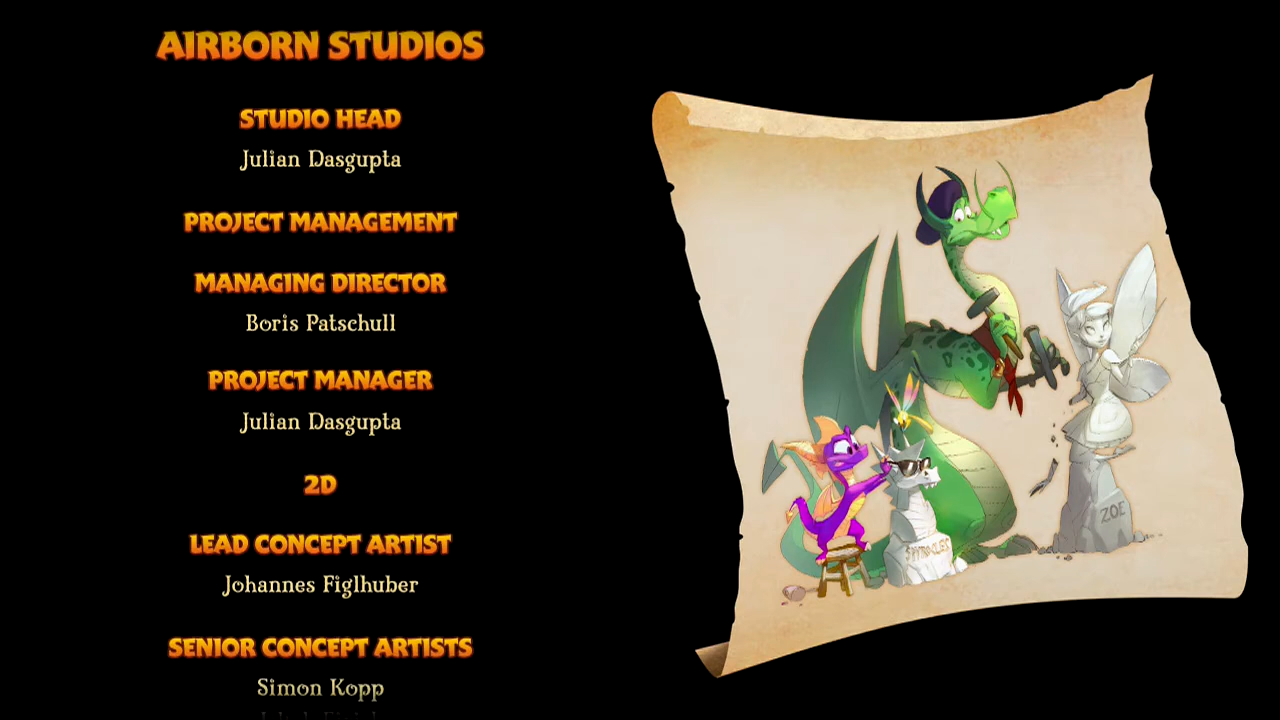 AIRBORN STUDIOS
STUDIO HEAD
Julian Dasgupta
PROJECT MANAGEMENT
MANAGING DIRECTOR
Boris Patschull
PROJECT MANAGER
Julian Dasgupta
2D
LEAD CONCEPT ARTIST
Johannes Figlhuber
SENIOR CONCEPT ARTISTS
Simon Kopp
ZOE